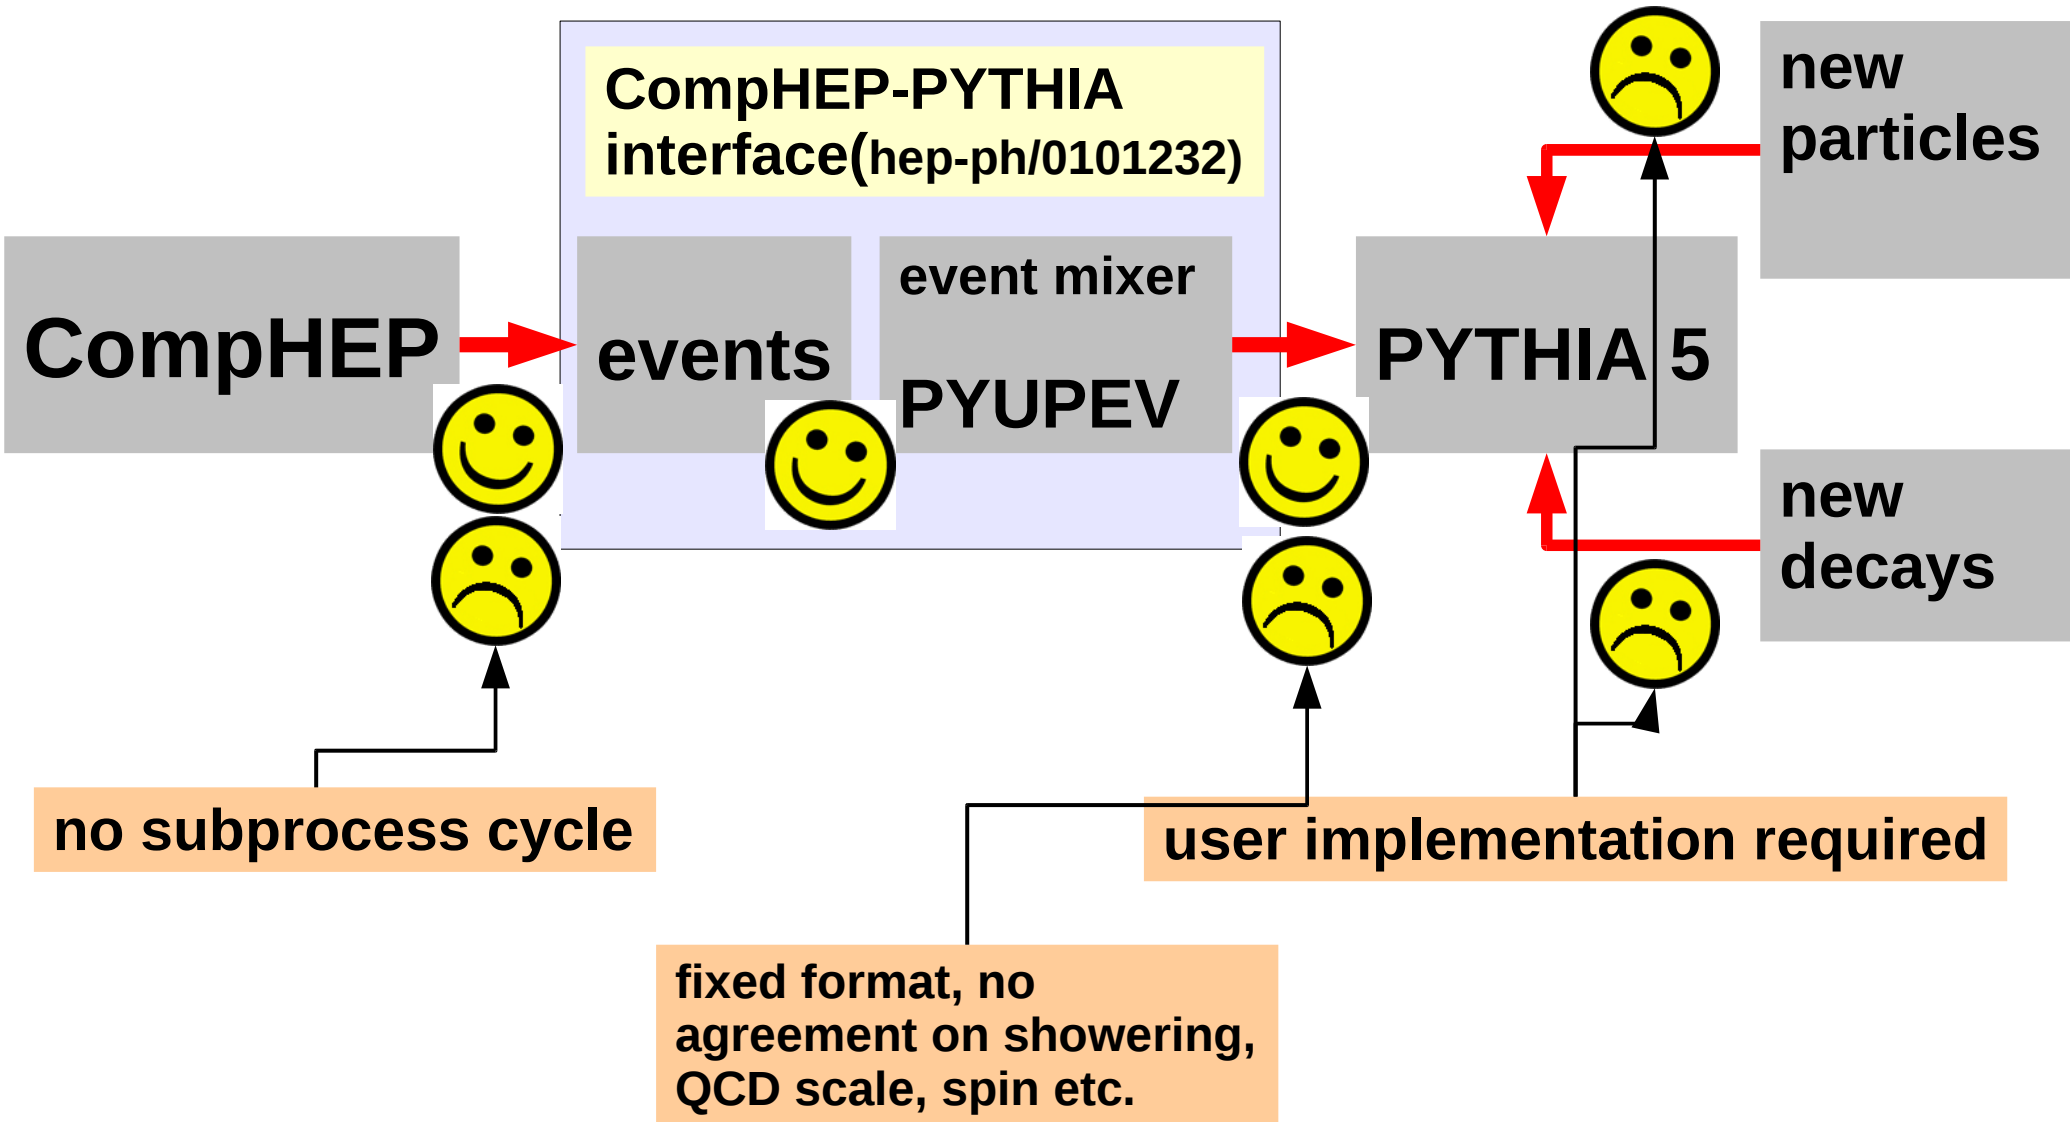 CompHEP-PYTHIA
interface(hep-ph/0101232)
new
particles
CompHEP
events
event mixer
PYUPEV
PYTHIA 5
new
decays
no subprocess cycle
user implementation required
fixed format, no
agreement on showering,
QCD scale, spin etc.